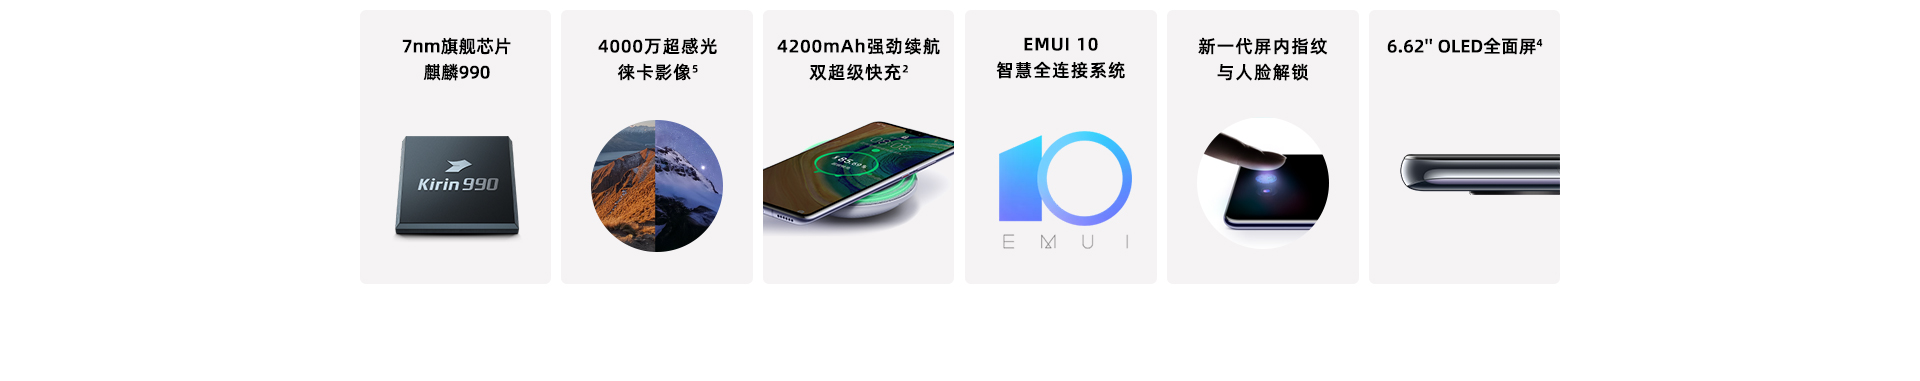 7nm旗舰芯片
麒麟990
Kirin 990
4000万超感光
徕卡影像⁵
4200mAh强劲续航
双超级快充²
EMUI 10
智慧全连接系统
10
EMUI
新一代屏内指纹
与人脸解锁
6.62" OLED全面屏⁴